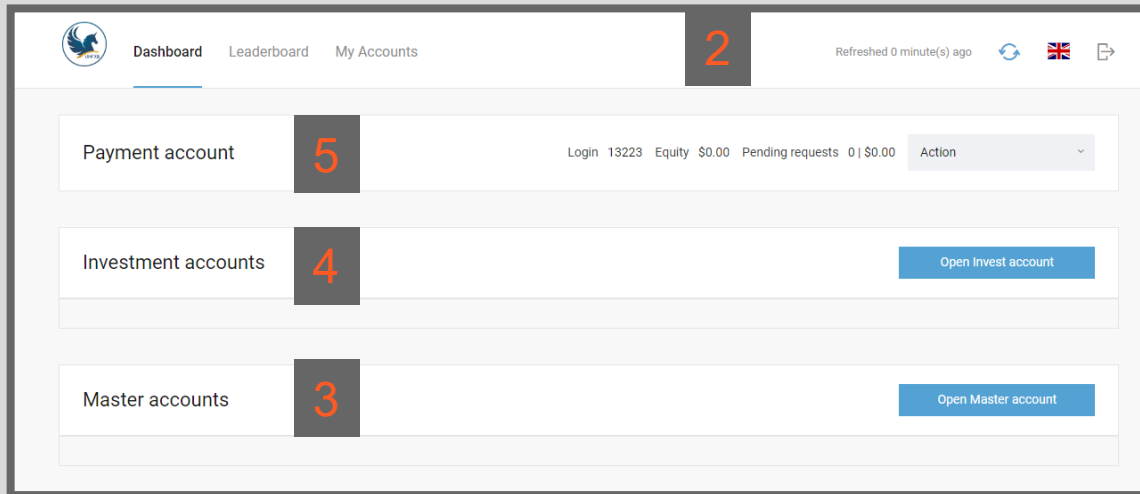 Dashboard Leaderboard My Accounts 2 Refreshed 0 minute(s) ago
Payment account 5 Login 13223 Equity $0.00 Pending requests 0 | $0.00 Action
Investment accounts 4 Open Invest account
Master accounts 3 Open Master account